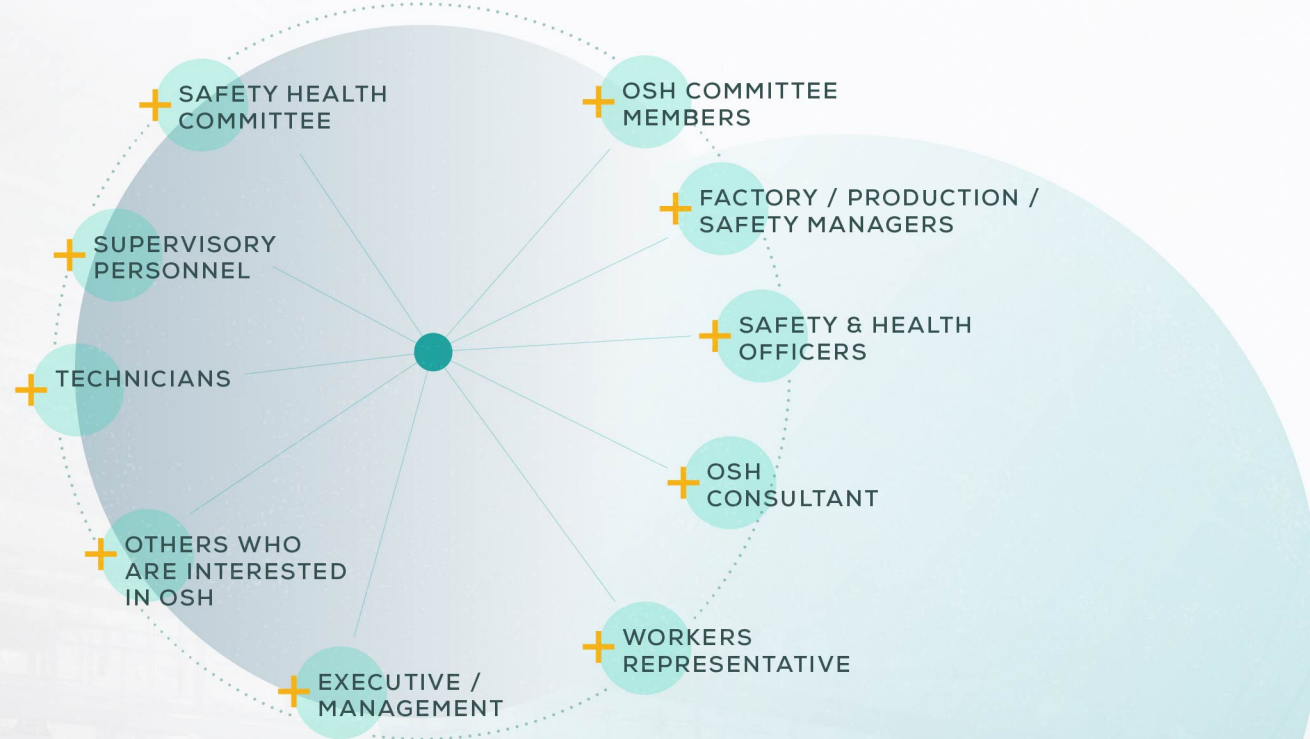 SAFETY HEALTH
COMMITTEE
OSH COMMITTEE
MEMBERS
FACTORY / PRODUCTION /
SAFETY MANAGERS
SUPERVISORY
PERSONNEL
SAFETY & HEALTH
OFFICERS
TECHNICIANS
OSH
CONSULTANT
OTHERS WHO
ARE INTERESTED
IN OSH
WORKERS
REPRESENTATIVE
EXECUTIVE /
MANAGEMENT